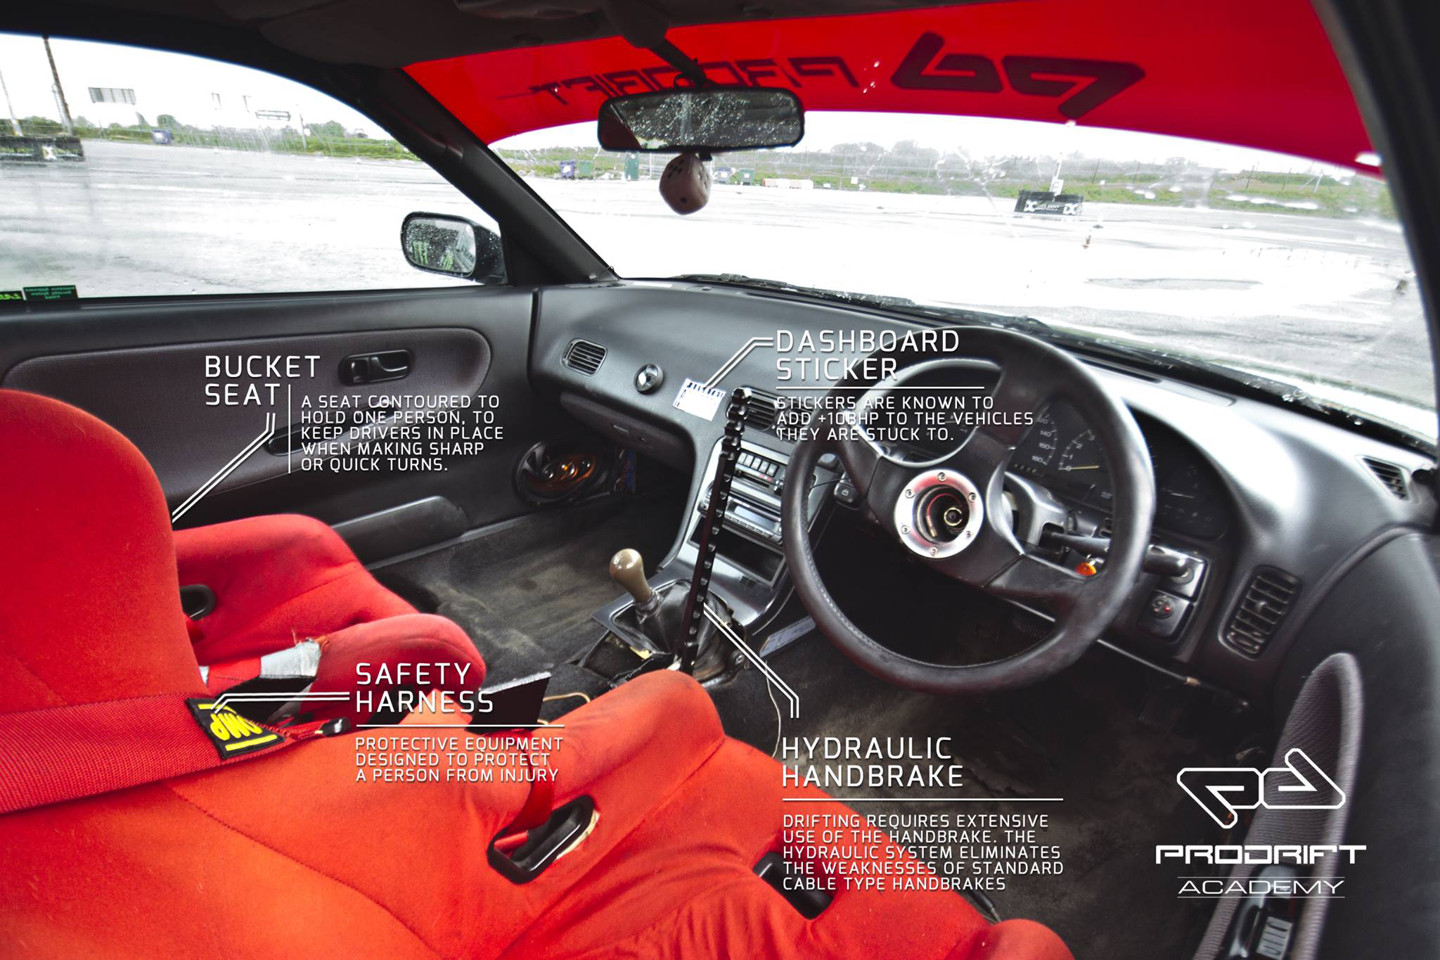 PRODRIFT
BUCKET
SEAT
A SEAT CONTOURED TO
HOLD ONE PERSON, TO
KEEP DRIVERS IN PLACE
WHEN MAKING SHARP
OR QUICK TURNS.
DASHBOARD
STICKER
STICKERS ARE KNOWN TO
ADD +10BHP TO THE VEHICLES
THEY ARE STUCK TO.
SAFETY
HARNESS
PROTECTIVE EQUIPMENT
DESIGNED TO PROTECT
A PERSON FROM INJURY
HYDRAULIC
HANDBRAKE
DRIFTING REQUIRES EXTENSIVE
USE OF THE HANDBRAKE. THE
HYDRAULIC SYSTEM ELIMINATES
THE WEAKNESSES OF STANDARD
CABLE TYPE HANDBRAKES
PRODRIFT
ACADEMY